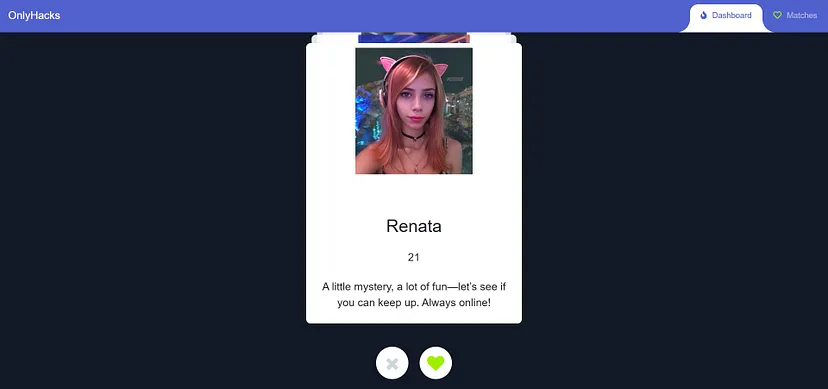 OnlyHacks
Dashboard
Matches
Renata
21
A little mystery, a lot of fun—let's see if
you can keep up. Always online!